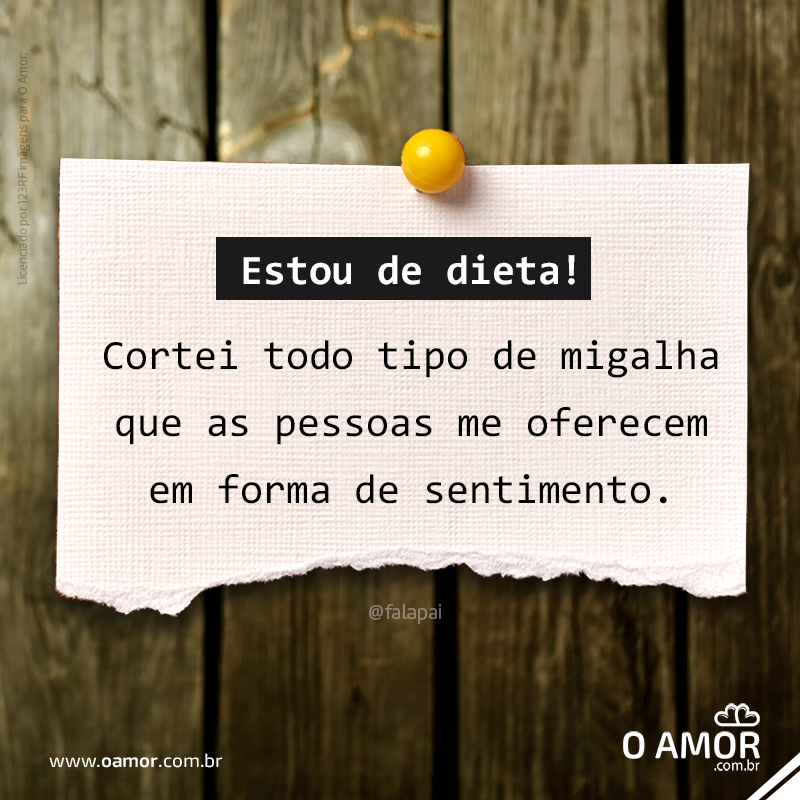 Licenciado por 123RF imagens para O Amor.
Estou de dieta!
Cortei todo tipo de migalha
que as pessoas me oferecem
em forma de sentimento.
@falapai
www.oamor.com.br
O AMOR
.com.br